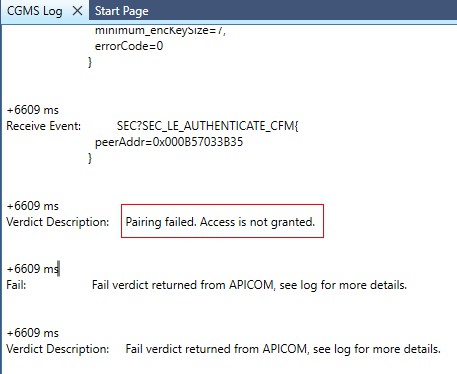 CGMS Log X Start Page
minimum_encKeySize=7,
errorCode=0
}
+6609 ms
Receive Event: SEC?SEC_LE_AUTHENTICATE_CFM{
peerAddr=0x000B57033B35
}
+6609 ms
Verdict Description: Pairing failed. Access is not granted.
+6609 ms
Fail: Fail verdict returned from APICOM, see log for more details.
+6609 ms
Verdict Description: Fail verdict returned from APICOM, see log for more details.